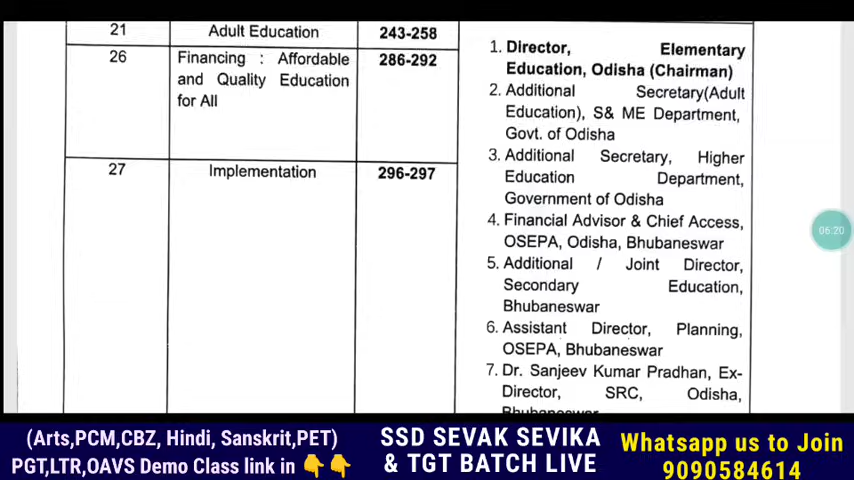 21 Adult Education 243-258
26 Financing : Affordable and Quality Education for All 286-292
27 Implementation 296-297
1. Director, Elementary
Education, Odisha (Chairman)
2. Additional Secretary(Adult
Education), S& ME Department,
Govt. of Odisha
3. Additional Secretary, Higher
Education Department,
Government of Odisha
4. Financial Advisor & Chief Access,
OSEPA, Odisha, Bhubaneswar
5. Additional / Joint Director,
Secondary Education,
Bhubaneswar
6. Assistant Director, Planning,
OSEPA, Bhubaneswar
7. Dr. Sanjeev Kumar Pradhan, Ex-
Director, SRC, Odisha,
Bhubaneswar
06:20
(Arts,PCM,CBZ, Hindi, Sanskrit,PET)
PGT,LTR,OAVS Demo Class link in 👇👇
SSD SEVAK SEVIKA
& TGT BATCH LIVE
Whatsapp us to Join
9090584614